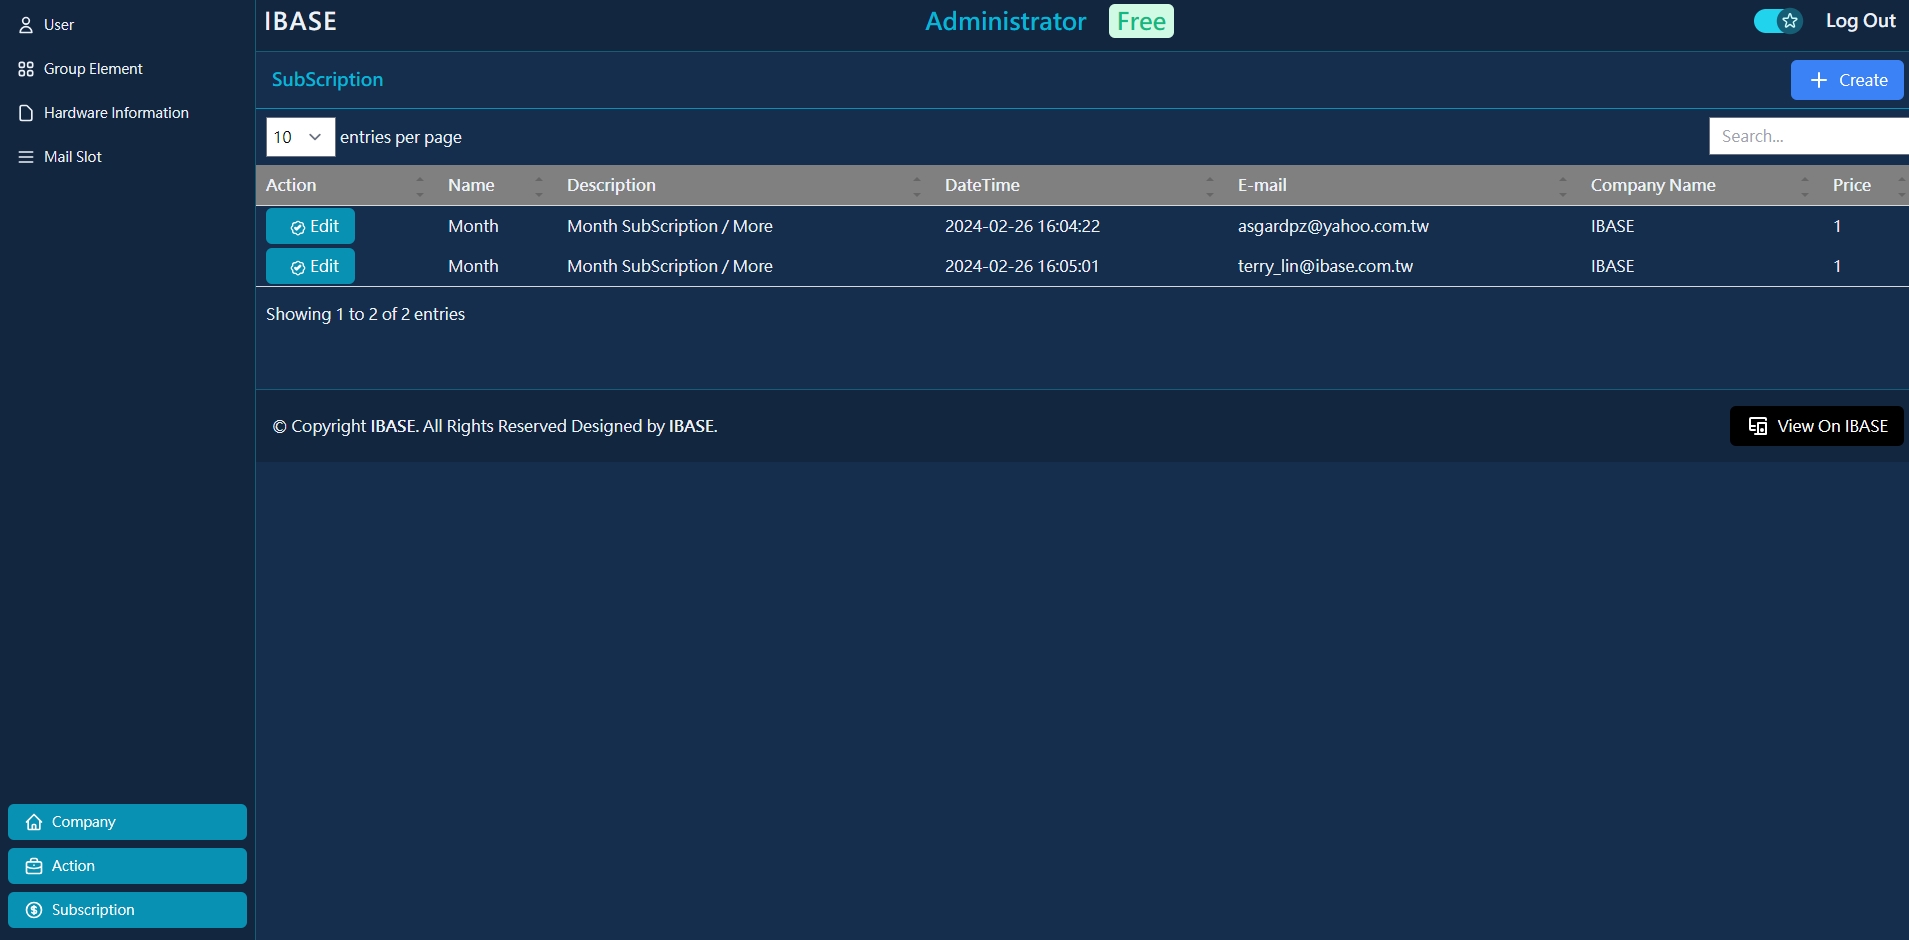 User
Group Element
Hardware Information
Mail Slot
Company
Action
Subscription
IBASE
Administrator Free
Log Out
SubScription
Create
10 entries per page
Search...
Action Name Description DateTime E-mail Company Name Price
Edit Month Month SubScription / More 2024-02-26 16:04:22 asgardpz@yahoo.com.tw IBASE 1
Edit Month Month SubScription / More 2024-02-26 16:05:01 terry_lin@ibase.com.tw IBASE 1
Showing 1 to 2 of 2 entries
© Copyright IBASE. All Rights Reserved Designed by IBASE.
View On IBASE